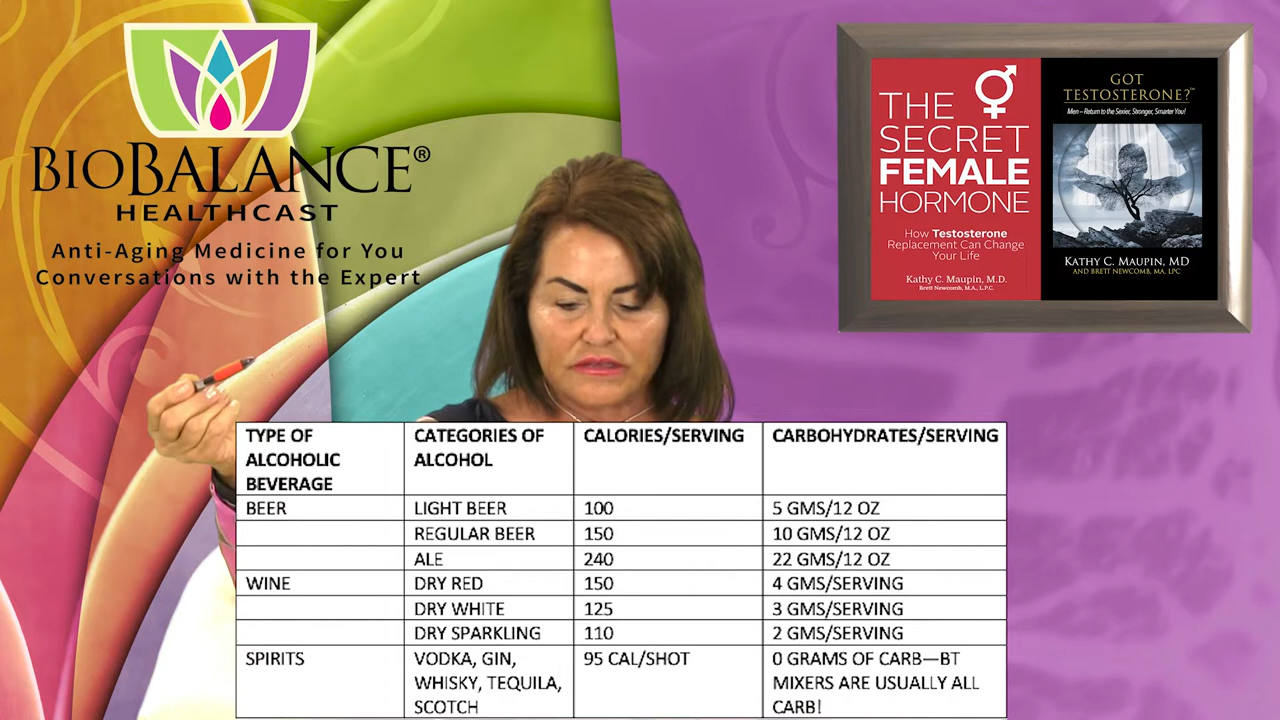 BIOBALANCE®
HEALTHCAST
Anti-Aging Medicine for You
Conversations with the Expert
THE
SECRET
FEMALE
HORMONE
How Testosterone
Replacement Can Change
Your Life
Kathy C. Maupin, M.D.
Brett Newcomb, M.A., L.P.C.
GOT
TESTOSTERONE?™
Men – Return to the Sexier, Stronger, Smarter You!
KATHY C. MAUPIN, MD
AND BRETT NEWCOMB, MA, LPC
TYPE OF
ALCOHOLIC
BEVERAGE
CATEGORIES OF
ALCOHOL
CALORIES/SERVING
CARBOHYDRATES/SERVING
BEER
LIGHT BEER
100
5 GMS/12 OZ
REGULAR BEER
150
10 GMS/12 OZ
ALE
240
22 GMS/12 OZ
WINE
DRY RED
150
4 GMS/SERVING
DRY WHITE
125
3 GMS/SERVING
DRY SPARKLING
110
2 GMS/SERVING
SPIRITS
VODKA, GIN,
WHISKY, TEQUILA,
SCOTCH
95 CAL/SHOT
0 GRAMS OF CARB—BT
MIXERS ARE USUALLY ALL
CARB!